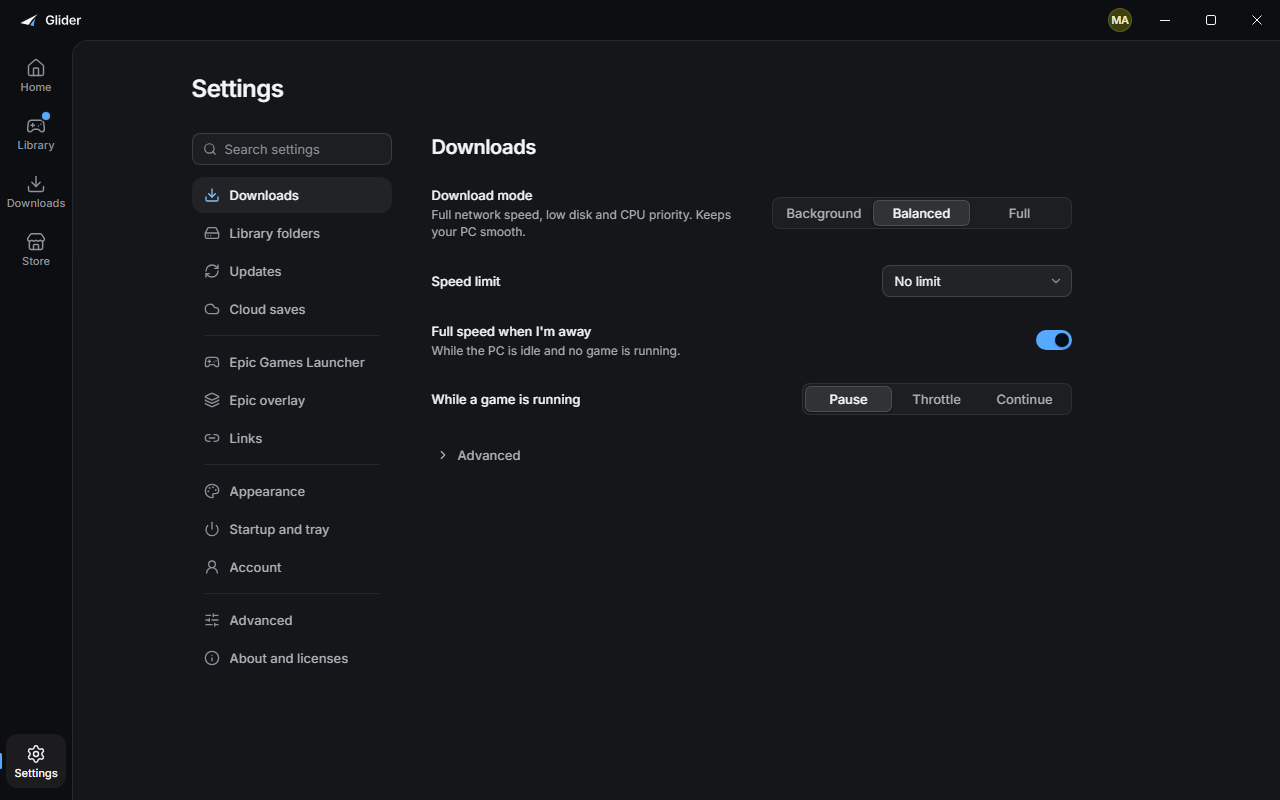 Glider
MA
Home
Library
Downloads
Store
Settings
Settings
Search settings
Downloads
Library folders
Updates
Cloud saves
Epic Games Launcher
Epic overlay
Links
Appearance
Startup and tray
Account
Advanced
About and licenses
Downloads
Download mode
Full network speed, low disk and CPU priority. Keeps
your PC smooth.
Background Balanced Full
Speed limit
No limit
Full speed when I'm away
While the PC is idle and no game is running.
While a game is running
Pause Throttle Continue
Advanced